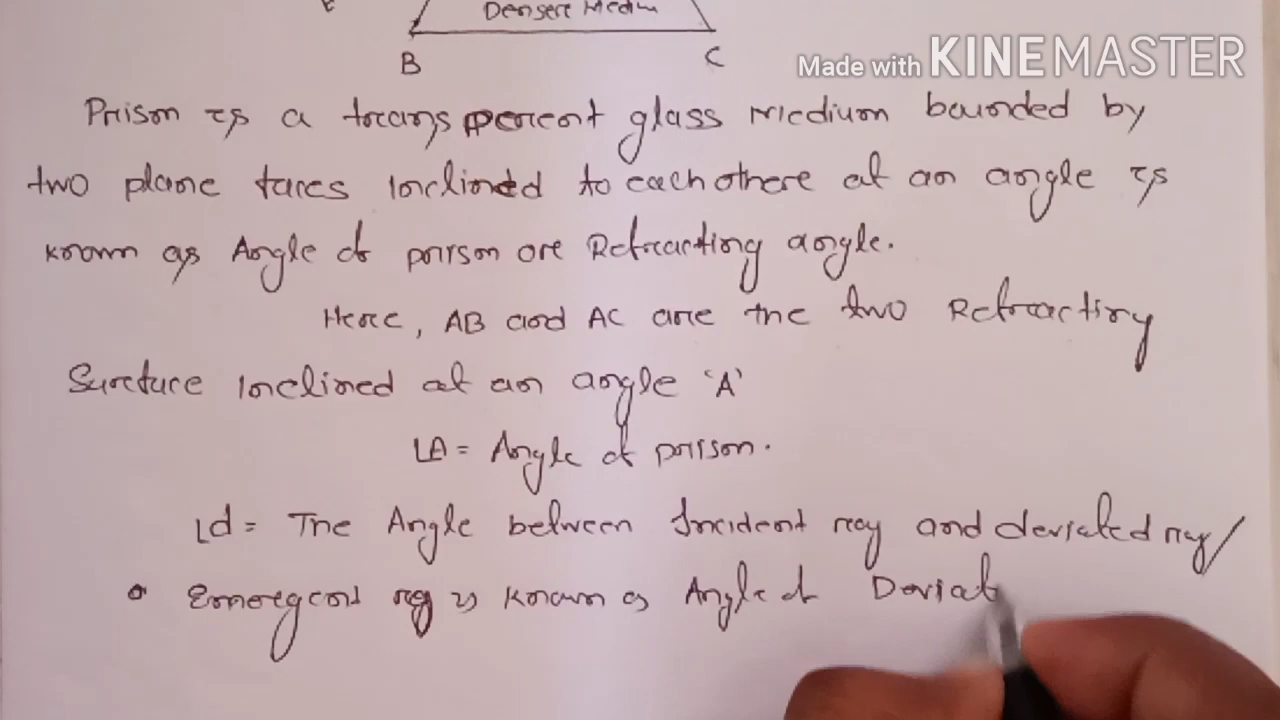 Denser Medium
B
C
Made with KINEMASTER
Prism is a transparent glass Medium bounded by
two plane faces Inclined to eachother at an angle is
known as Angle of prism or Refracting angle.
Here, AB and AC are the two Refracting
Surface Inclined at an angle 'A'
∠A = Angle of prism.
∠d = The Angle between Incident ray and deviated ray/
Emergent ray is known as Angle of Deviat